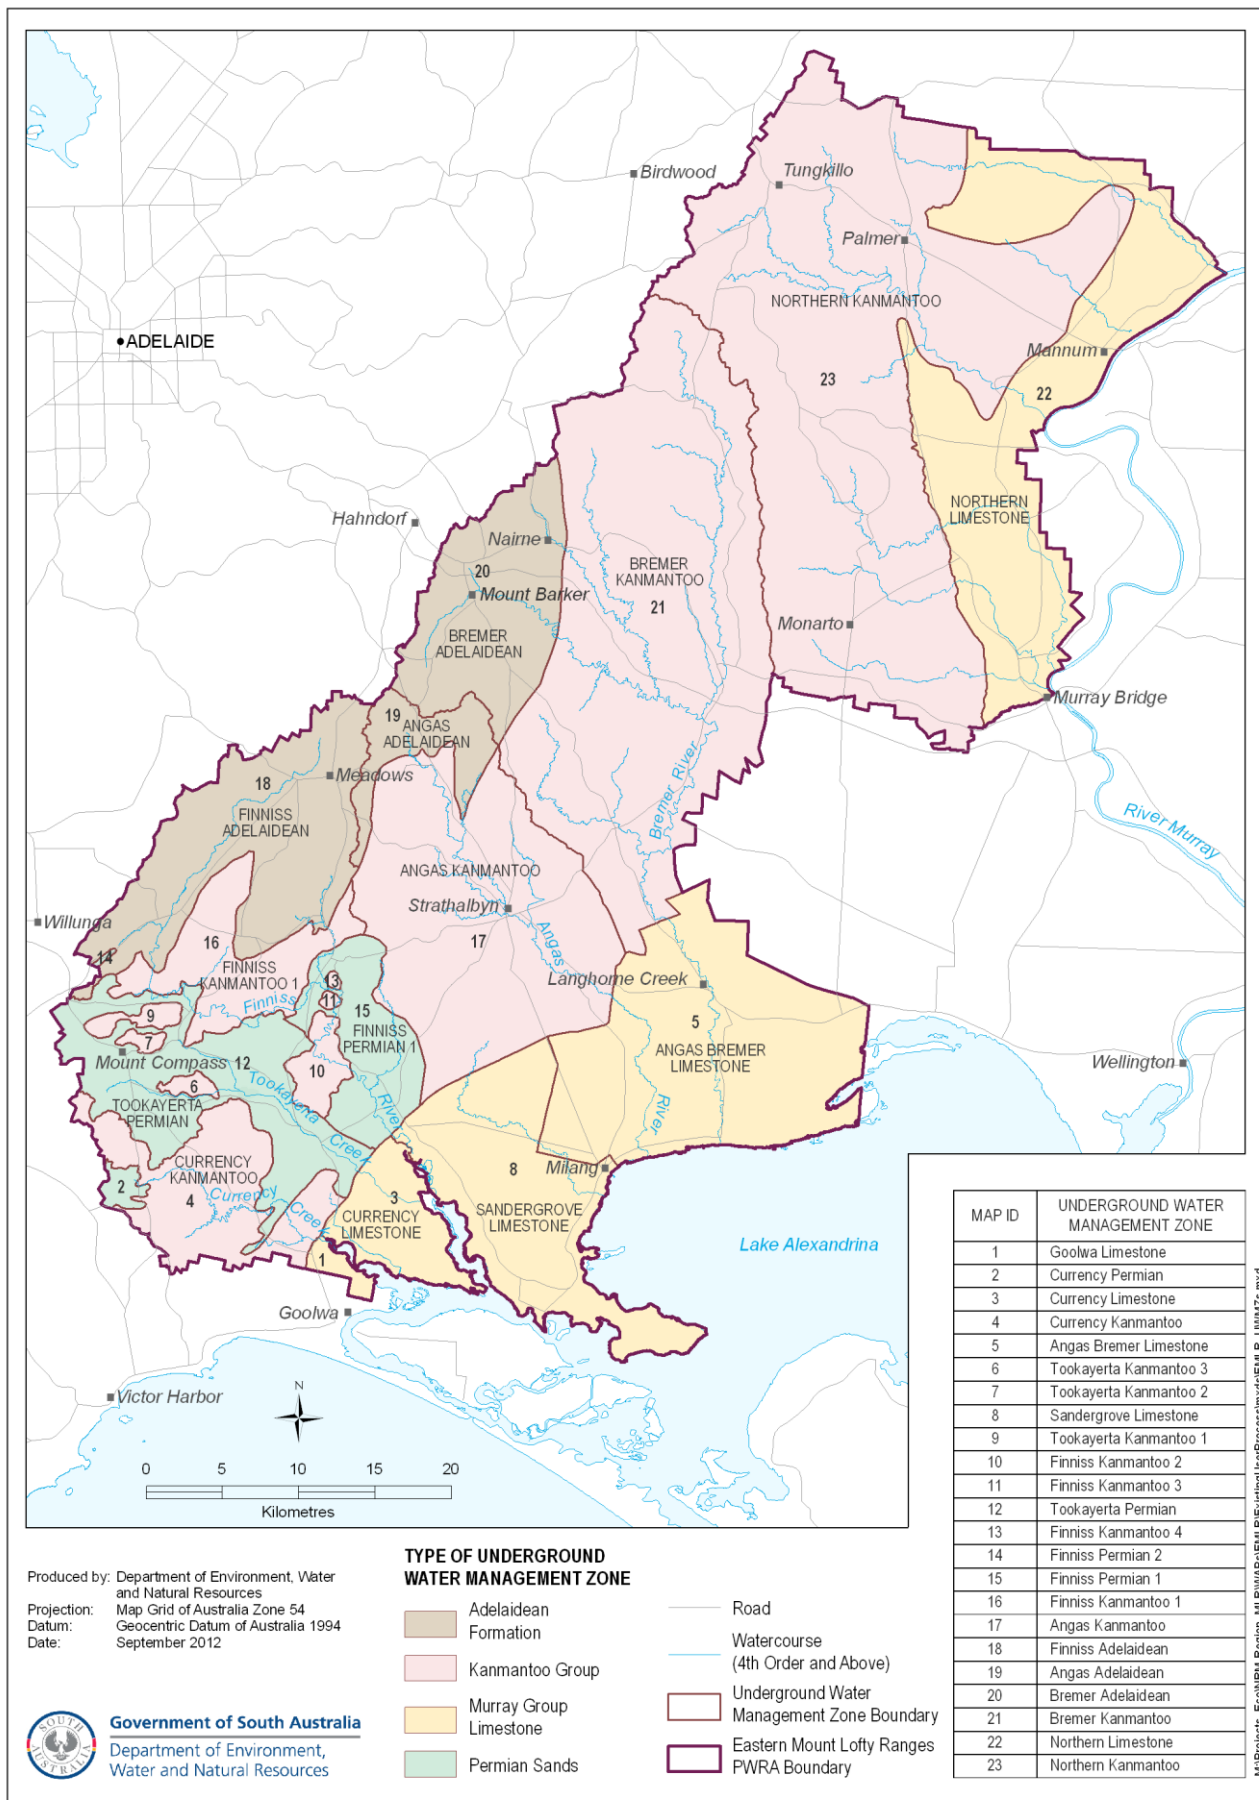 Birdwood
Tungkillo
Palmer
NORTHERN KANMANTOO
ADELAIDE
Mannum
23
22
NORTHERN
LIMESTONE
Hahndorf
Nairne
20
Mount Barker
BREMER
KANMANTOO
21
Monarto
BREMER
ADELAIDEAN
Murray Bridge
19
ANGAS
ADELAIDEAN
18
Meadows
FINNISS
ADELAIDEAN
Bremer River
River Murray
ANGAS KANMANTOO
Strathalbyn
Willunga
Angas
16
17
14
FINNISS
KANMANTOO 1
13
Langhorne Creek
Finniss
11
15
9
FINNISS
PERMIAN 1
5
7
ANGAS BREMER
LIMESTONE
Mount Compass
12
10
Wellington
6
Tookayerta
River
River
TOOKAYERTA
PERMIAN
Creek
CURRENCY
KANMANTOO
8
Milang
2
4
Currency
Creek
3
CURRENCY
LIMESTONE
SANDERGROVE
LIMESTONE
Lake Alexandrina
1
Goolwa
Victor Harbor
N
0 5 10 15 20
Kilometres
MAP ID UNDERGROUND WATER
MANAGEMENT ZONE
1 Goolwa Limestone
2 Currency Permian
3 Currency Limestone
4 Currency Kanmantoo
5 Angas Bremer Limestone
6 Tookayerta Kanmantoo 3
7 Tookayerta Kanmantoo 2
8 Sandergrove Limestone
9 Tookayerta Kanmantoo 1
10 Finniss Kanmantoo 2
11 Finniss Kanmantoo 3
12 Tookayerta Permian
13 Finniss Kanmantoo 4
14 Finniss Permian 2
15 Finniss Permian 1
16 Finniss Kanmantoo 1
17 Angas Kanmantoo
18 Finniss Adelaidean
19 Angas Adelaidean
20 Bremer Adelaidean
21 Bremer Kanmantoo
22 Northern Limestone
23 Northern Kanmantoo
Produced by: Department of Environment, Water
and Natural Resources
Projection: Map Grid of Australia Zone 54
Datum: Geocentric Datum of Australia 1994
Date: September 2012
SOUTH
AUSTRALIA
Government of South Australia
Department of Environment,
Water and Natural Resources
TYPE OF UNDERGROUND
WATER MANAGEMENT ZONE
Adelaidean
Formation
Kanmantoo Group
Murray Group
Limestone
Permian Sands
Road
Watercourse
(4th Order and Above)
Underground Water
Management Zone Boundary
Eastern Mount Lofty Ranges
PWRA Boundary